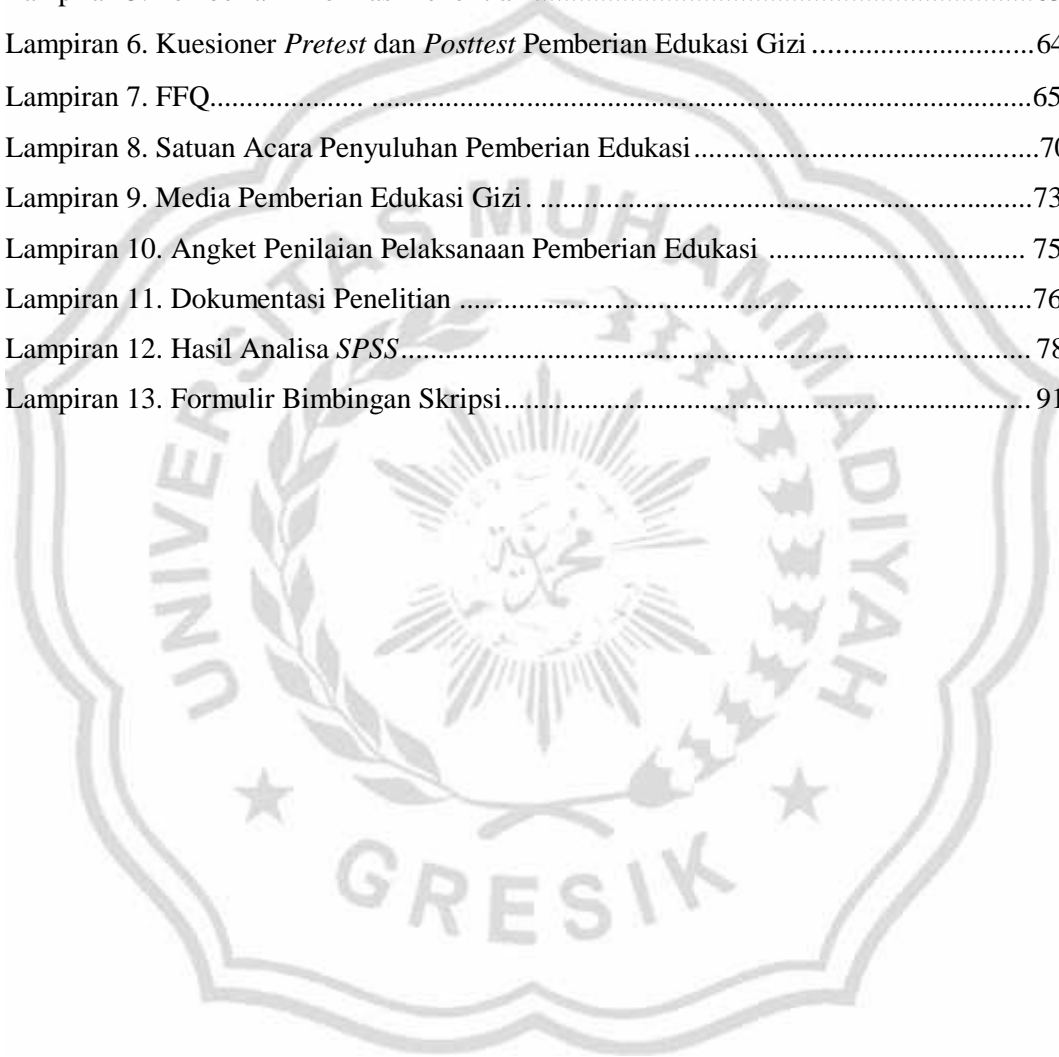 Lampiran 6. Kuesioner Pretest dan Posttest Pemberian Edukasi Gizi ............................ 64
Lampiran 7. FFQ.................... .................................................................................... 65
Lampiran 8. Satuan Acara Penyuluhan Pemberian Edukasi ............................................ 70
Lampiran 9. Media Pemberian Edukasi Gizi . ................................................................ 73
Lampiran 10. Angket Penilaian Pelaksanaan Pemberian Edukasi ................................ 75
Lampiran 11. Dokumentasi Penelitian ......................................................................... 76
Lampiran 12. Hasil Analisa SPSS ............................................................................... 78
Lampiran 13. Formulir Bimbingan Skripsi ................................................................... 91
UNIVERSITAS MUHAMMADIYAH
GRESIK